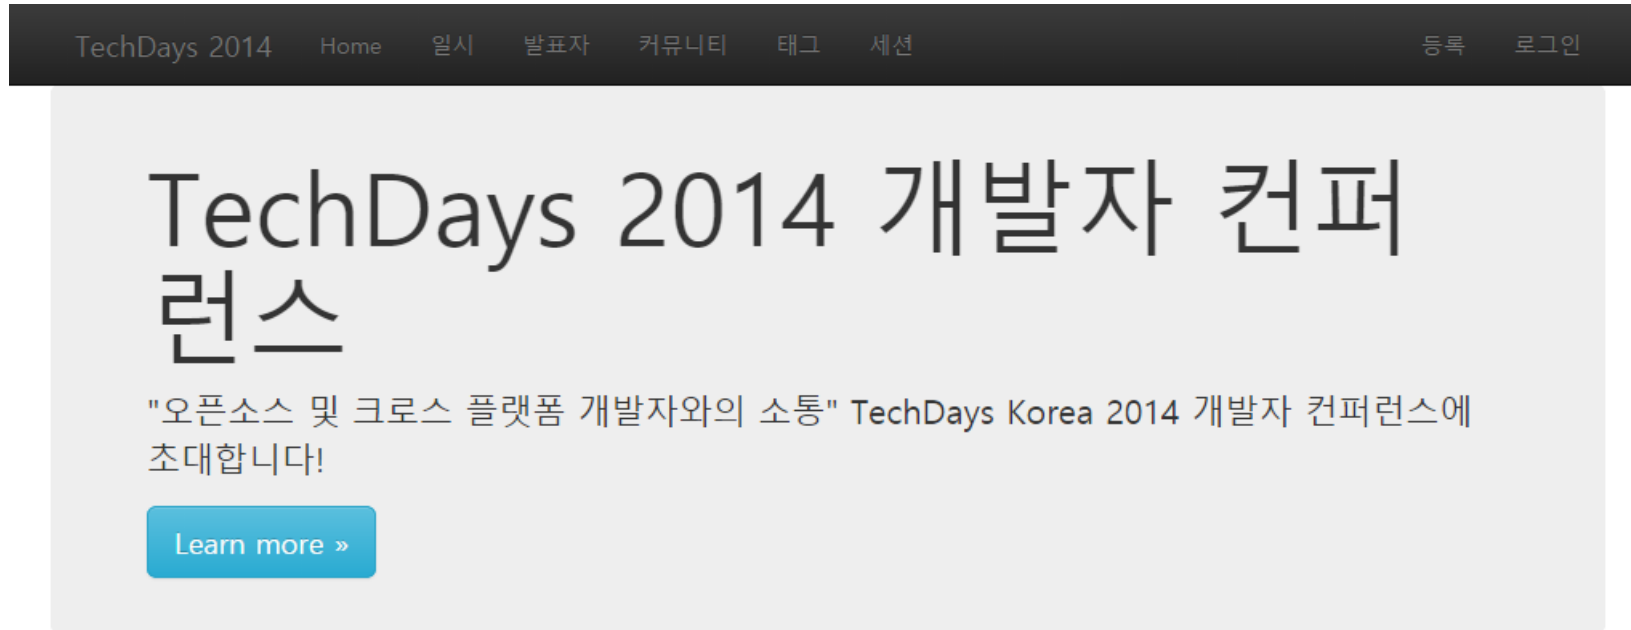 TechDays 2014 Home 일시 발표자 커뮤니티 태그 세션 등록 로그인
TechDays 2014 개발자 컨퍼
런스
"오픈소스 및 크로스 플랫폼 개발자와의 소통" TechDays Korea 2014 개발자 컨퍼런스에
초대합니다!
Learn more »